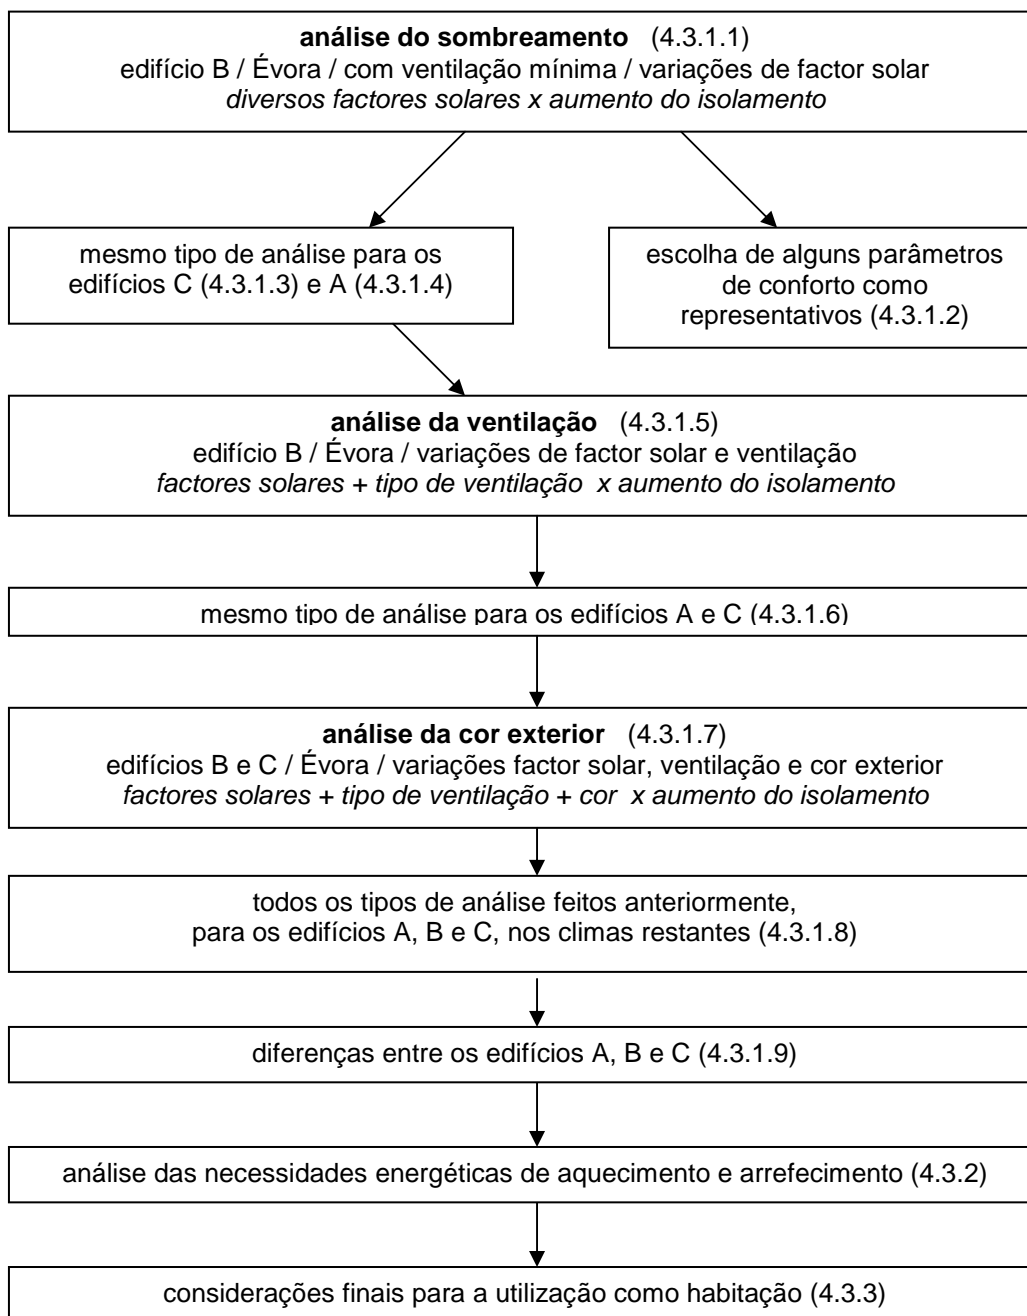 análise do sombreamento (4.3.1.1)
edifício B / Évora / com ventilação mínima / variações de factor solar
diversos factores solares x aumento do isolamento
mesmo tipo de análise para os
edifícios C (4.3.1.3) e A (4.3.1.4)
escolha de alguns parâmetros
de conforto como
representativos (4.3.1.2)
análise da ventilação (4.3.1.5)
edifício B / Évora / variações de factor solar e ventilação
factores solares + tipo de ventilação x aumento do isolamento
mesmo tipo de análise para os edifícios A e C (4.3.1.6)
análise da cor exterior (4.3.1.7)
edifícios B e C / Évora / variações factor solar, ventilação e cor exterior
factores solares + tipo de ventilação + cor x aumento do isolamento
todos os tipos de análise feitos anteriormente,
para os edifícios A, B e C, nos climas restantes (4.3.1.8)
diferenças entre os edifícios A, B e C (4.3.1.9)
análise das necessidades energéticas de aquecimento e arrefecimento (4.3.2)
considerações finais para a utilização como habitação (4.3.3)